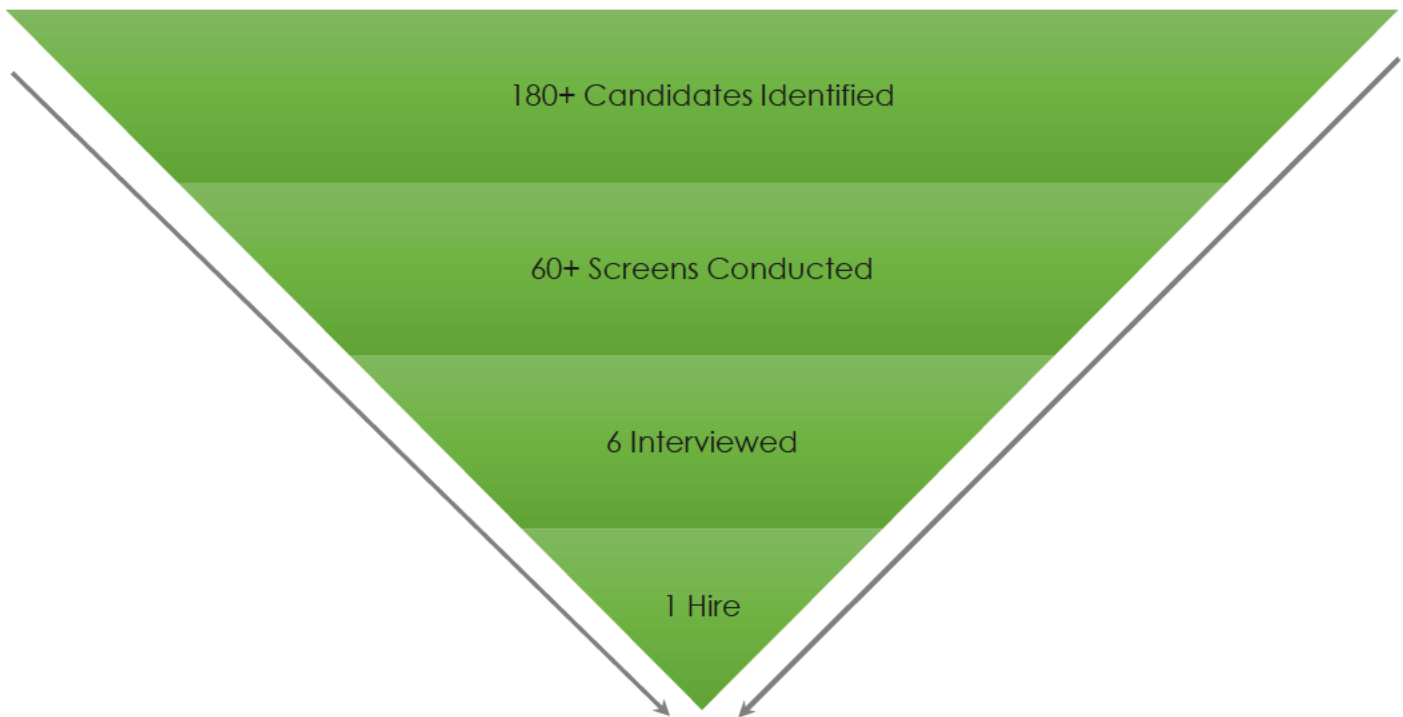 180+ Candidates Identified
60+ Screens Conducted
6 Interviewed
1 Hire